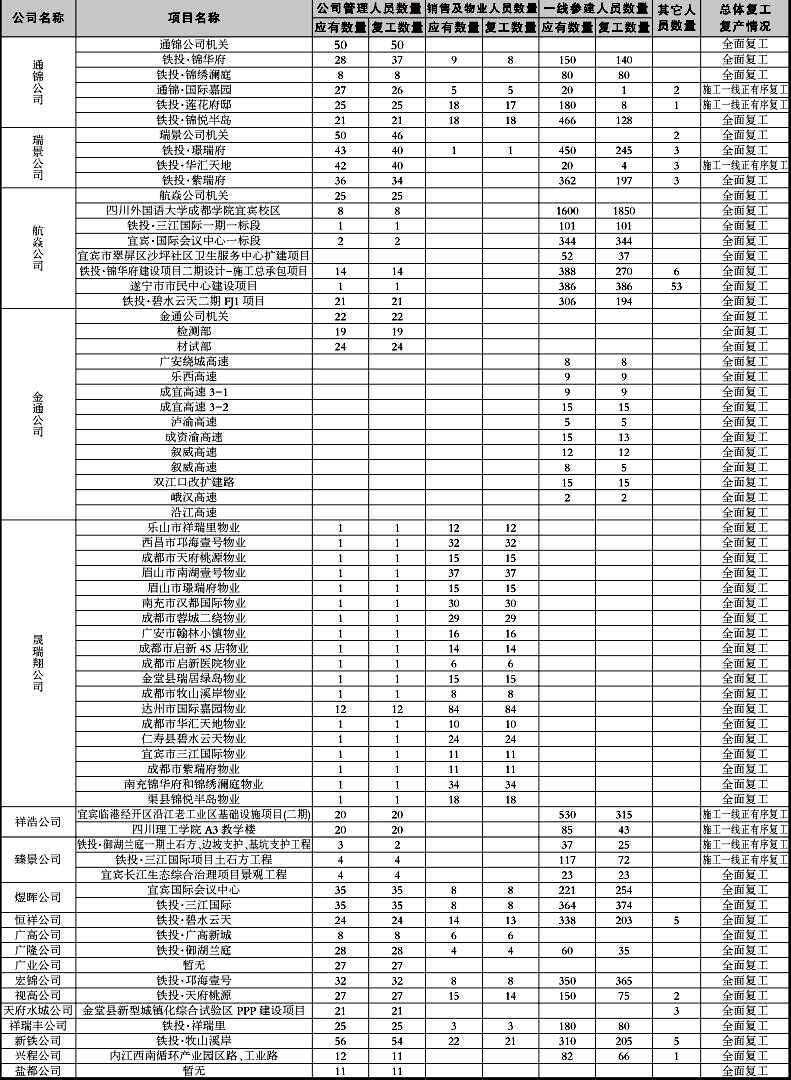 公司名称 项目名称 公司管理人员数量 销售及物业人员数量 一线参建人员数量 其它人员数量 总体复工复产情况
应有数量 复工数量 应有数量 复工数量 应有数量 复工数量
通锦公司
通锦公司机关 50 50 全面复工
铁投·锦华府 28 37 9 8 150 140 全面复工
铁投·锦绣澜庭 8 8 80 80 全面复工
通锦·国际嘉园 27 26 5 5 20 1 2 施工一线正有序复工
铁投·莲花府邸 25 25 18 17 180 8 1 施工一线正有序复工
铁投·锦悦半岛 21 21 18 18 466 128 全面复工
瑞景公司
瑞景公司机关 50 46 2 全面复工
铁投·璟瑞府 43 40 1 1 450 245 3 全面复工
铁投·华汇天地 42 40 20 4 3 施工一线正有序复工
铁投·紫瑞府 36 34 362 197 3 全面复工
航焱公司
航焱公司机关 25 25 全面复工
四川外国语大学成都学院宜宾校区 8 8 1600 1850 全面复工
铁投·三江国际一期一标段 1 1 101 101 全面复工
宜宾·国际会议中心一标段 2 2 344 344 全面复工
宜宾市翠屏区沙坪社区卫生服务中心扩建项目 52 37 全面复工
铁投·锦华府建设项目二期设计-施工总承包项目 14 14 388 270 6 全面复工
遂宁市市民中心建设项目 1 1 386 386 53 全面复工
铁投·碧水云天二期FJ1项目 21 21 306 194 全面复工
金通公司
金通公司机关 22 22 全面复工
检测部 19 19 全面复工
材试部 24 24 全面复工
广安绕城高速 8 8 全面复工
乐西高速 9 9 全面复工
成宜高速3-1 9 9 全面复工
成宜高速3-2 15 15 全面复工
泸渝高速 5 5 全面复工
成资渝高速 15 13 全面复工
叙威高速 12 12 全面复工
叙威高速 8 5 全面复工
双江口改扩建路 15 15 全面复工
峨汉高速 2 2 全面复工
沿江高速 全面复工
晟瑞翔公司
乐山市祥瑞里物业 1 1 12 12 全面复工
西昌市邛海壹号物业 1 1 32 32 全面复工
成都市天府桃源物业 1 1 15 15 全面复工
眉山市南湖壹号物业 1 1 37 37 全面复工
眉山市璟瑞府物业 1 1 15 15 全面复工
南充市汉都国际物业 1 1 30 30 全面复工
成都市蓉城二绕物业 1 1 29 29 全面复工
广安市翰林小镇物业 1 1 16 16 全面复工
成都市启新4S店物业 1 1 14 14 全面复工
成都市启新医院物业 1 1 6 6 全面复工
金堂县瑞居绿岛物业 1 1 15 15 全面复工
成都市牧山溪岸物业 1 1 8 8 全面复工
达州市国际嘉园物业 12 12 84 84 全面复工
成都市华汇天地物业 1 1 10 10 全面复工
仁寿县碧水云天物业 1 1 24 24 全面复工
宜宾市三江国际物业 1 1 11 11 全面复工
成都市紫瑞府物业 1 1 11 11 全面复工
南充锦华府和锦绣澜庭物业 1 1 34 34 全面复工
渠县锦悦半岛物业 1 1 18 18 全面复工
祥浩公司
宜宾临港经开区沿江老工业区基础设施项目(二期) 20 20 530 315 施工一线正有序复工
四川理工学院A3教学楼 20 20 85 43 施工一线正有序复工
臻景公司
铁投·御湖兰庭一期土石方、边坡支护、基坑支护工程 3 2 37 25 施工一线正有序复工
铁投·三江国际项目土石方工程 4 4 117 72 施工一线正有序复工
宜宾长江生态综合治理项目景观工程 4 4 23 23 全面复工
煜晖公司
宜宾国际会议中心 35 35 8 8 221 254 全面复工
铁投·三江国际 35 35 8 8 364 374 全面复工
恒祥公司 铁投·碧水云天 24 24 14 13 338 203 5 全面复工
广高公司 铁投·广高新城 8 8 6 6 全面复工
广隆公司 铁投·御湖兰庭 28 28 4 4 60 35 全面复工
广业公司 暂无 27 27 全面复工
宏锦公司 铁投·邛海壹号 32 32 8 8 350 365 全面复工
视高公司 铁投·天府桃源 27 27 15 14 150 75 2 全面复工
天府水城公司 金堂县新型城镇化综合试验区PPP建设项目 21 21 3 全面复工
祥瑞丰公司 铁投·祥瑞里 25 25 3 3 180 80 全面复工
新铁公司 铁投·牧山溪岸 56 54 22 21 310 205 5 全面复工
兴程公司 内江西南循环产业园区路、工业路 12 11 82 66 1 全面复工
盐都公司 暂无 11 11 全面复工